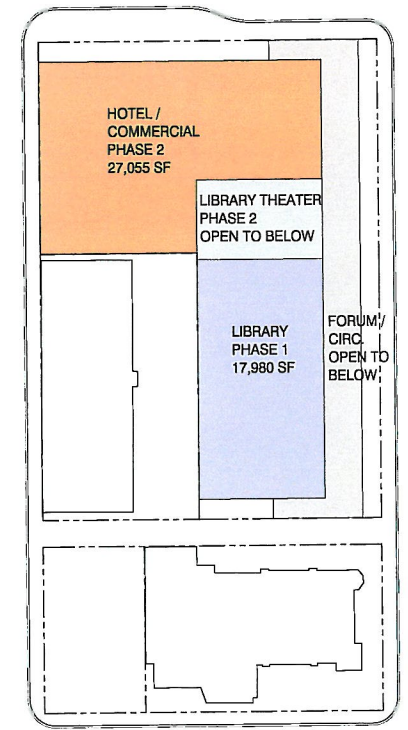 HOTEL /
COMMERCIAL
PHASE 2
27,055 SF
LIBRARY THEATER
PHASE 2
OPEN TO BELOW
LIBRARY
PHASE 1
17,980 SF
FORUM /
CIRC.
OPEN TO
BELOW